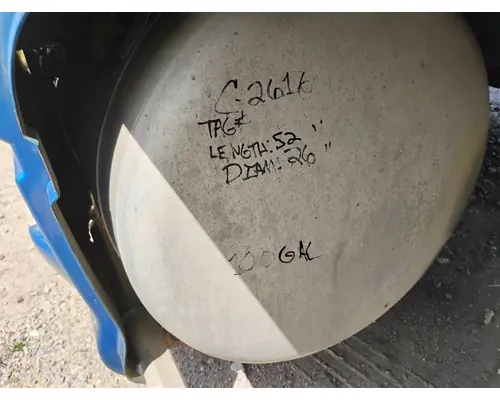 C-2616
TAG#
LENGTH: 52"
DIAM: 26"
100 GAL